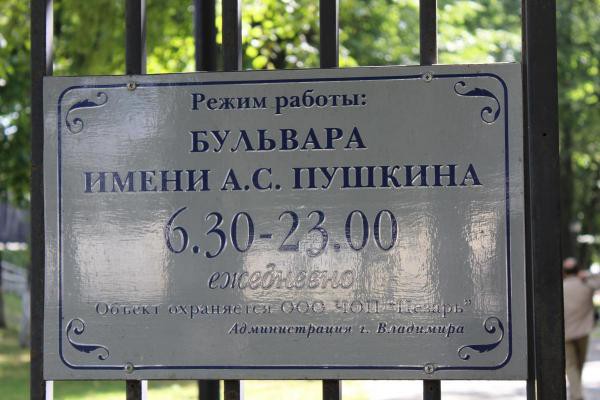 Режим работы:
БУЛЬВАРА
ИМЕНИ А.С. ПУШКИНА
6.30-23.00
ежедневно
Объект охраняется ООО ЧОП "Цезарь"
Администрация г. Владимира